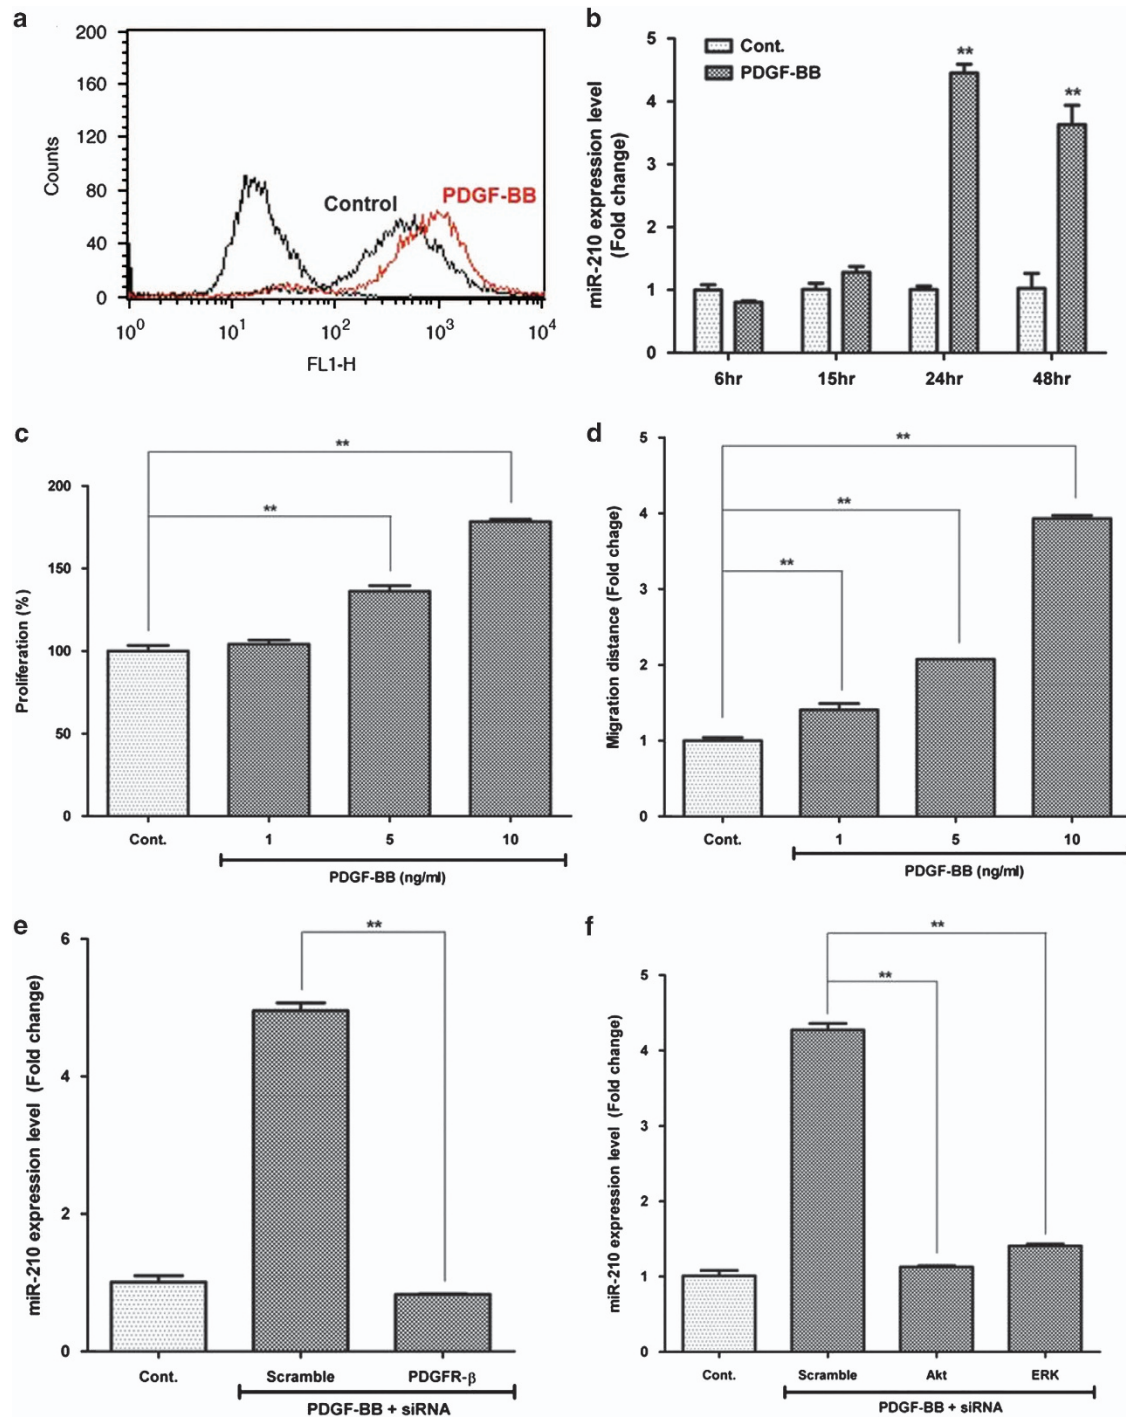 a
200
160
120
80
40
0
Counts
Control
PDGF-BB
10^0 10^1 10^2 10^3 10^4
FL1-H
b
5
4
3
2
1
0
miR-210 expression level
(Fold change)
Cont.
PDGF-BB
**
**
6hr 15hr 24hr 48hr
c
200
150
100
50
0
Proliferation (%)
**
**
Cont. 1 5 10
PDGF-BB (ng/ml)
d
5
4
3
2
1
0
Migration distance (Fold chage)
**
**
**
Cont. 1 5 10
PDGF-BB (ng/ml)
e
6
4
2
0
miR-210 expression level (Fold change)
**
Cont. Scramble PDGFR-β
PDGF-BB + siRNA
f
5
4
3
2
1
0
miR-210 expression level (Fold change)
**
**
Cont. Scramble Akt ERK
PDGF-BB + siRNA